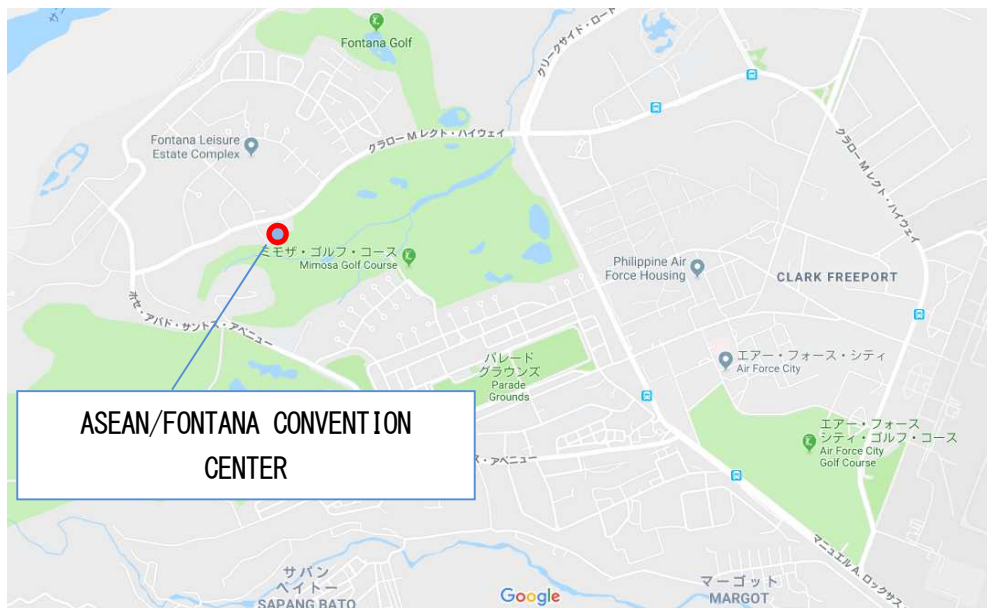 Fontana Golf
クリークサイド・ロード
クラロー M レクト・ハイウェイ
Fontana Leisure
Estate Complex
クラロー M レクト・ハイウェイ
ミモザ・ゴルフ・コース
Mimosa Golf Course
Philippine Air
Force Housing
CLARK FREEPORT
ホセ・アバド・サントス・アベニュー
パレード
グラウンズ
Parade
Grounds
エアー・フォース・シティ
Air Force City
ASEAN/FONTANA CONVENTION
CENTER
ス・アベニュー
エアー・フォース
シティ・ゴルフ・コース
Air Force City
Golf Course
サパン
ベイトー
SAPANG BATO
Google
マーゴット
MARGOT
マニュエル A. ロックサス